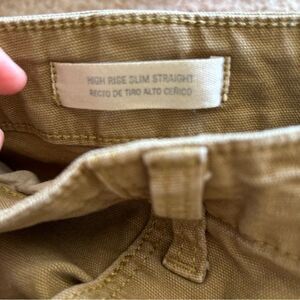 HIGH RISE SLIM STRAIGHT
RECTO DE TIRO ALTO CEÑIDO